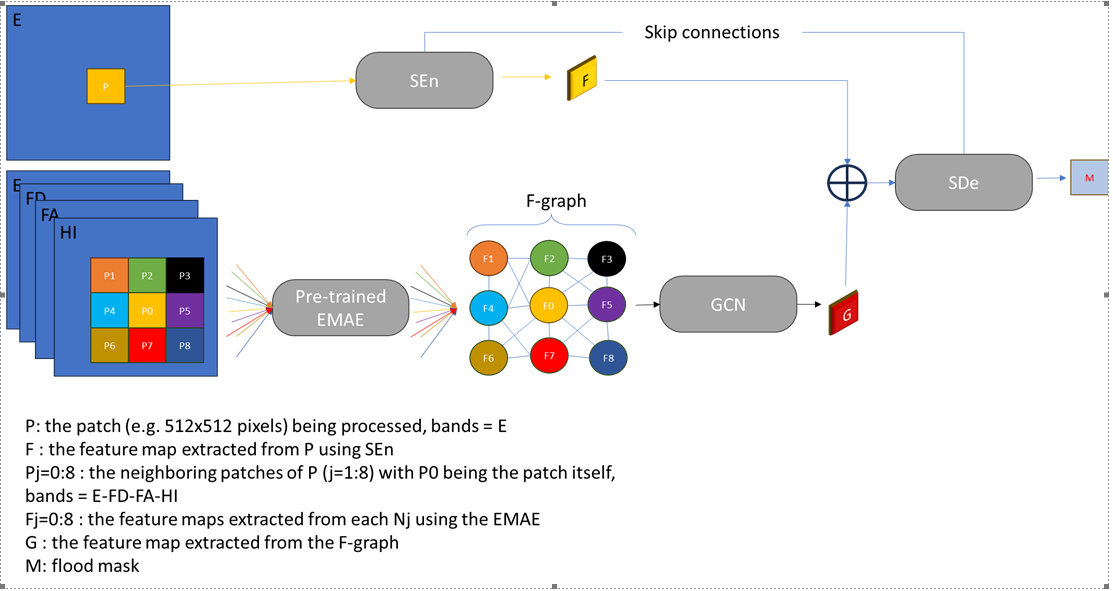 E
P
SEn
F
Skip connections
SDe
M
E
FD
FA
HI
P1 P2 P3
P4 P0 P5
P6 P7 P8
Pre-trained
EMAE
F-graph
F1 F2 F3
F4 F0 F5
F6 F7 F8
GCN
G
P: the patch (e.g. 512x512 pixels) being processed, bands = E
F : the feature map extracted from P using SEn
Pj=0:8 : the neighboring patches of P (j=1:8) with P0 being the patch itself,
bands = E-FD-FA-HI
Fj=0:8 : the feature maps extracted from each Nj using the EMAE
G : the feature map extracted from the F-graph
M: flood mask